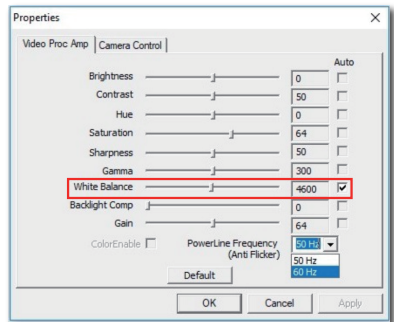 Properties
Video Proc Amp Camera Control
Auto
Brightness 0
Contrast 50
Hue 0
Saturation 64
Sharpness 50
Gamma 300
White Balance 4600
Backlight Comp 0
Gain 64
ColorEnable PowerLine Frequency 50 Hz
(Anti Flicker)
50 Hz
60 Hz
Default
OK Cancel Apply